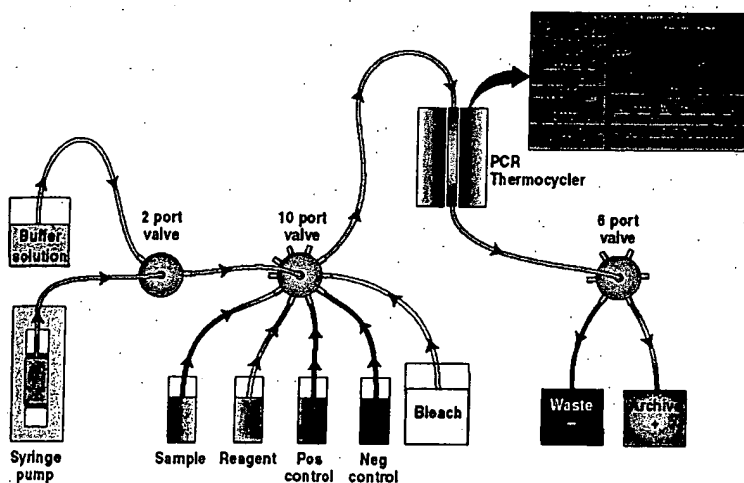 PCR
Thermocycler
2 port
valve
10 port
valve
6 port
valve
Buffer
solution
Syringe
pump
Sample
Reagent
Pos
control
Neg
control
Bleach
Waste
–
Archive
+